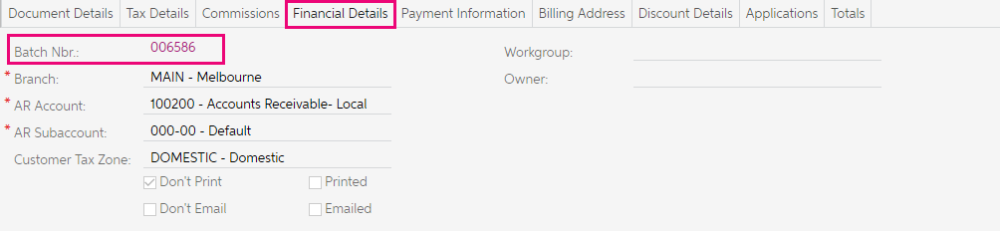 Document Details Tax Details Commissions Financial Details Payment Information Billing Address Discount Details Applications Totals
Batch Nbr.: 006586 Workgroup:
* Branch: MAIN - Melbourne Owner:
* AR Account: 100200 - Accounts Receivable- Local
* AR Subaccount: 000-00 - Default
Customer Tax Zone: DOMESTIC - Domestic
Don't Print Printed
Don't Email Emailed